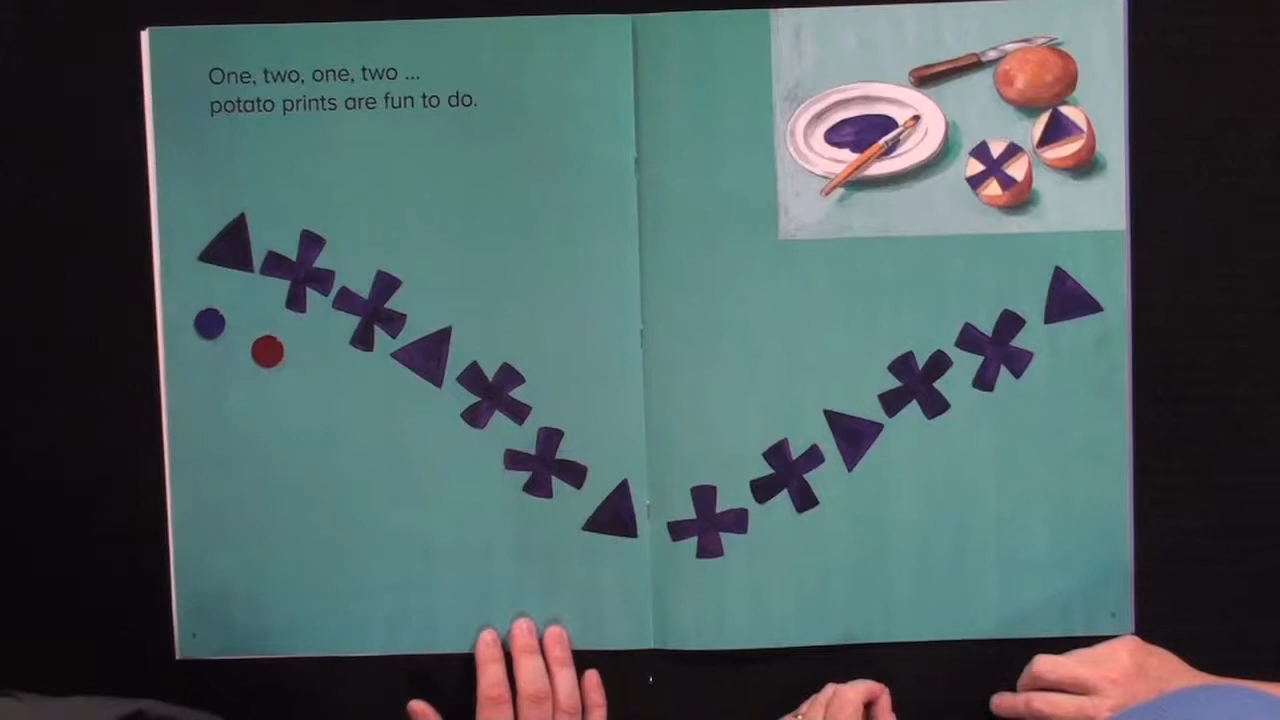 One, two, one, two ...
potato prints are fun to do.